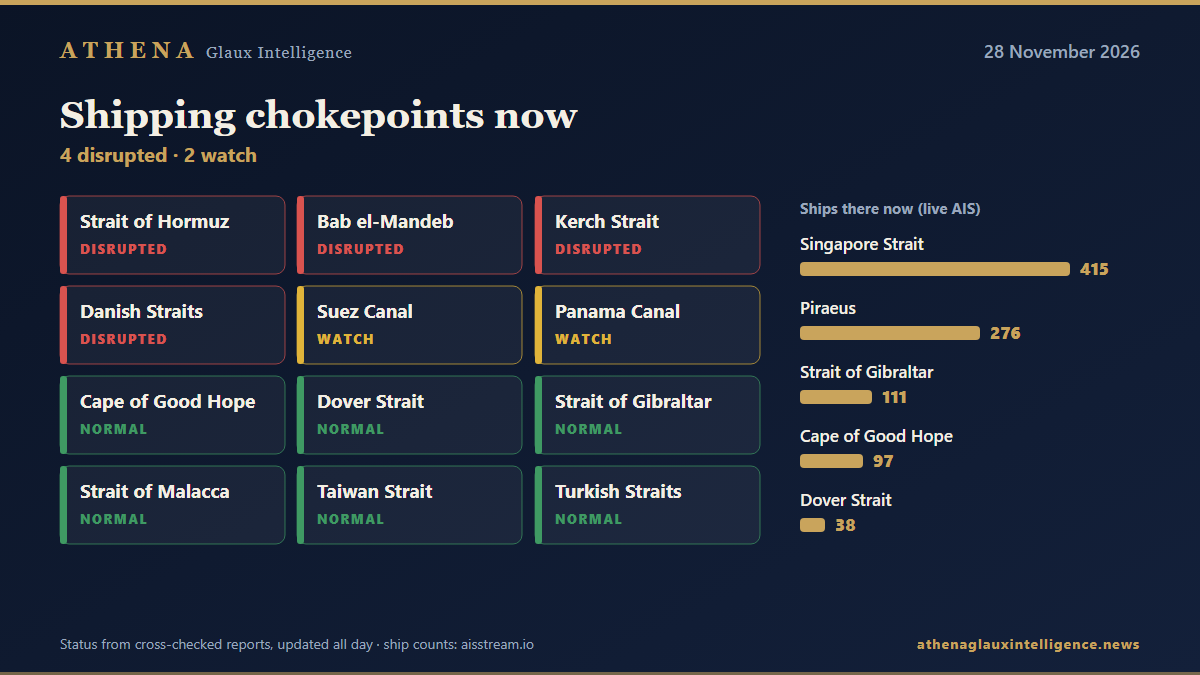 ATHENA Glaux Intelligence
28 November 2026
Shipping chokepoints now
4 disrupted · 2 watch
Strait of Hormuz
DISRUPTED
Bab el-Mandeb
DISRUPTED
Kerch Strait
DISRUPTED
Danish Straits
DISRUPTED
Suez Canal
WATCH
Panama Canal
WATCH
Cape of Good Hope
NORMAL
Dover Strait
NORMAL
Strait of Gibraltar
NORMAL
Strait of Malacca
NORMAL
Taiwan Strait
NORMAL
Turkish Straits
NORMAL
Ships there now (live AIS)
Singapore Strait
415
Piraeus
276
Strait of Gibraltar
111
Cape of Good Hope
97
Dover Strait
38
Status from cross-checked reports, updated all day · ship counts: aisstream.io
athenaglauxintelligence.news